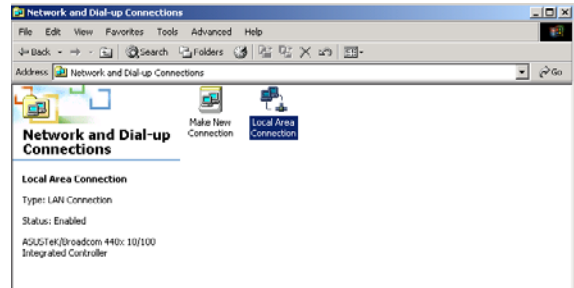 Network and Dial-up Connections
File Edit View Favorites Tools Advanced Help
Back Search Folders
Address Network and Dial-up Connections Go
Make New Connection
Local Area Connection
Network and Dial-up Connections
Local Area Connection
Type: LAN Connection
Status: Enabled
ASUSTeK/Broadcom 440x 10/100
Integrated Controller